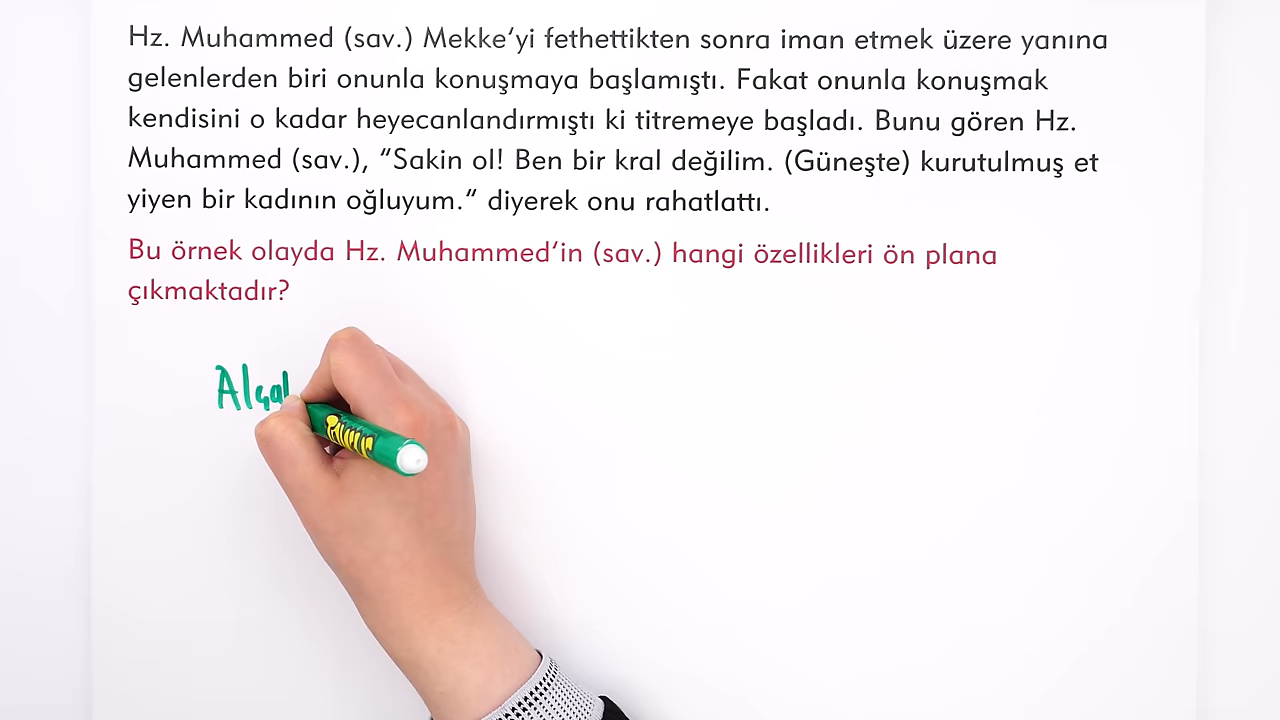 Hz. Muhammed (sav.) Mekke’yi fethettikten sonra iman etmek üzere yanına
gelenlerden biri onunla konuşmaya başlamıştı. Fakat onunla konuşmak
kendisini o kadar heyecanlandırmıştı ki titremeye başladı. Bunu gören Hz.
Muhammed (sav.), “Sakin ol! Ben bir kral değilim. (Güneşte) kurutulmuş et
yiyen bir kadının oğluyum.” diyerek onu rahatlattı.
Bu örnek olayda Hz. Muhammed’in (sav.) hangi özellikleri ön plana
çıkmaktadır?